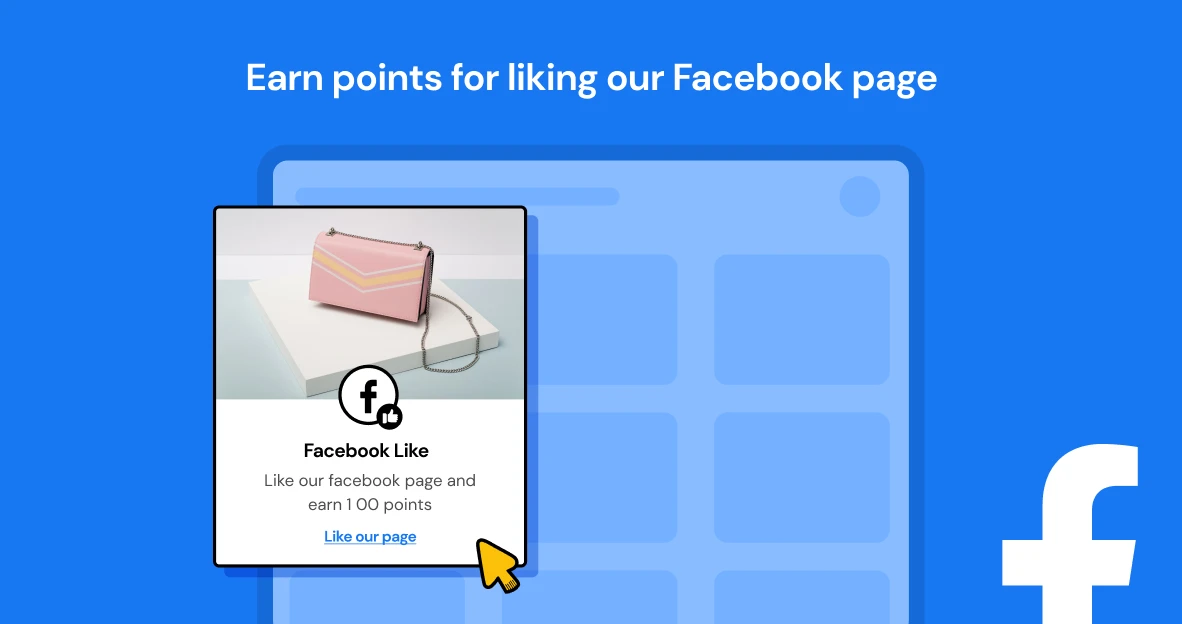 Earn points for liking our Facebook page
Facebook Like
Like our facebook page and
earn 1 00 points
Like our page